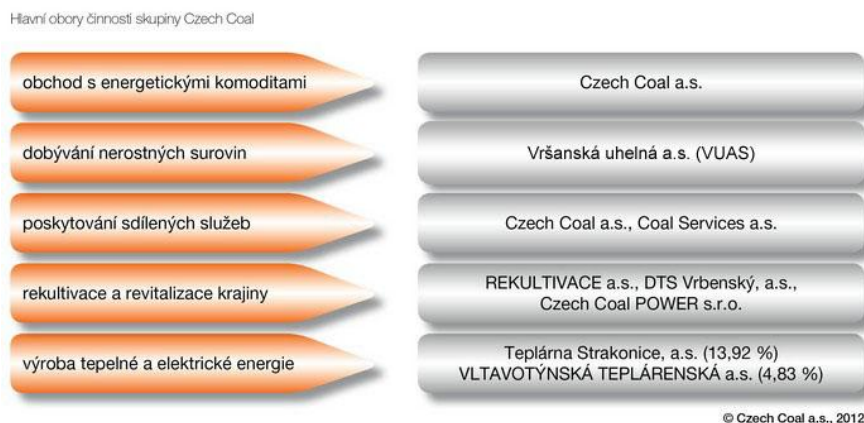 Hlavní obory činnosti skupiny Czech Coal
obchod s energetickými komoditami
Czech Coal a.s.
dobývání nerostných surovin
Vršanská uhelná a.s. (VUAS)
poskytování sdílených služeb
Czech Coal a.s., Coal Services a.s.
rekultivace a revitalizace krajiny
REKULTIVACE a.s., DTS Vrbenský, a.s.,
Czech Coal POWER s.r.o.
výroba tepelné a elektrické energie
Teplárna Strakonice, a.s. (13,92 %)
VLTAVOTÝNSKÁ TEPLÁRENSKÁ a.s. (4,83 %)
© Czech Coal a.s., 2012